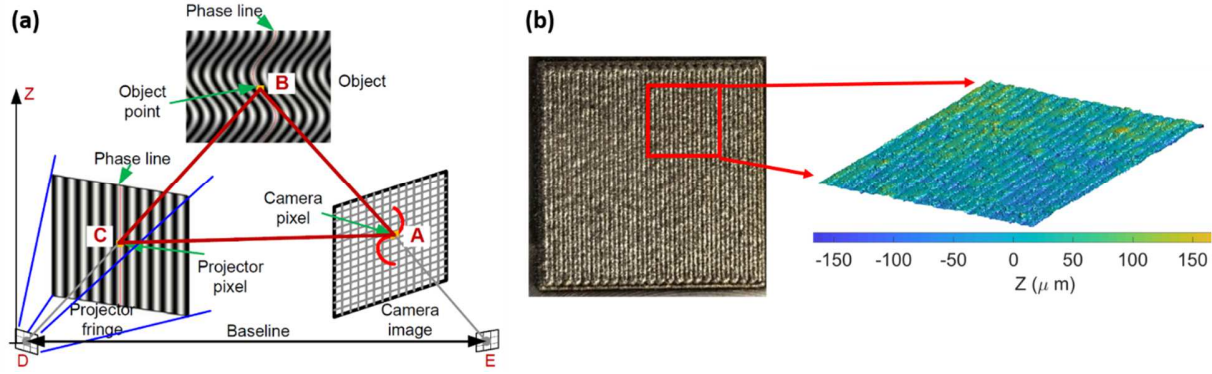 (a)
Phase line
Z
B
Object
Object
point
Phase line
Camera
pixel
C
A
Projector
pixel
Projector
fringe
Camera
image
Baseline
D
E
(b)
-150
-100
-50
0
50
100
150
Z (μ m)